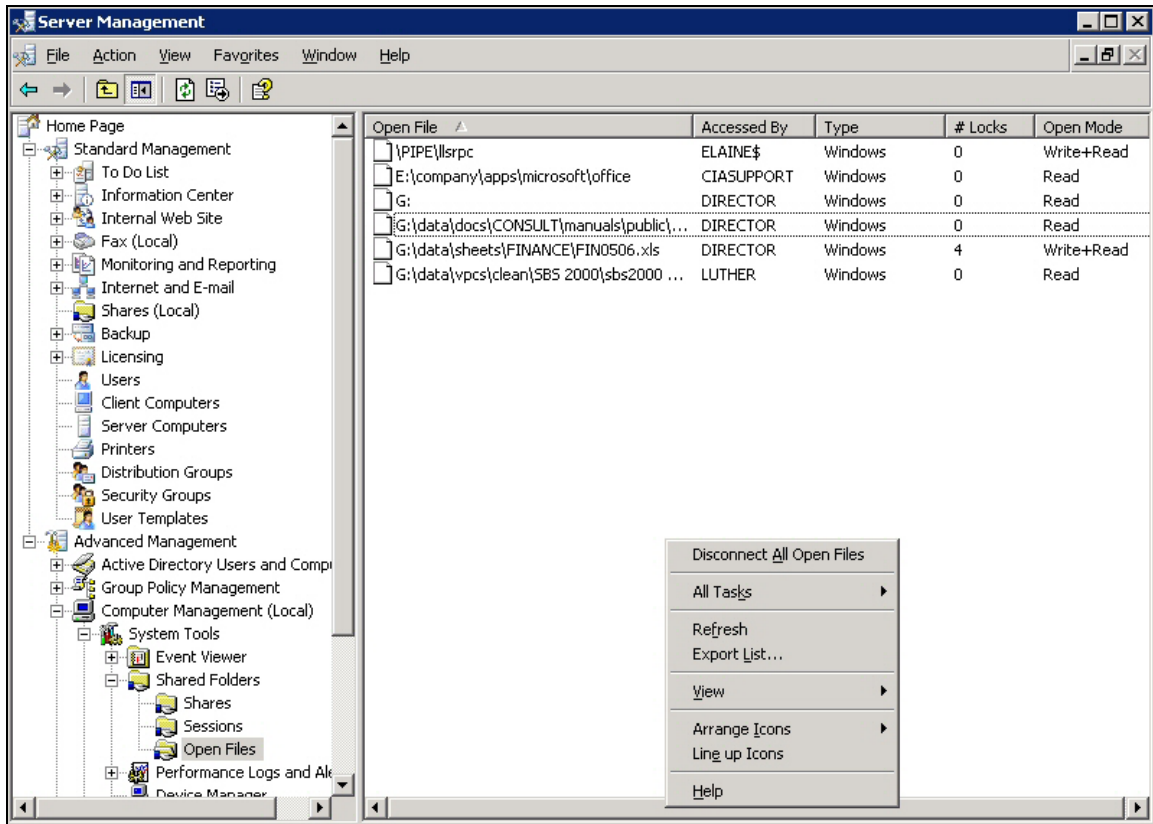 Server Management
File Action View Favorites Window Help
Home Page
Standard Management
To Do List
Information Center
Internal Web Site
Fax (Local)
Monitoring and Reporting
Internet and E-mail
Shares (Local)
Backup
Licensing
Users
Client Computers
Server Computers
Printers
Distribution Groups
Security Groups
User Templates
Advanced Management
Active Directory Users and Compu
Group Policy Management
Computer Management (Local)
System Tools
Event Viewer
Shared Folders
Shares
Sessions
Open Files
Performance Logs and Ale
Device Manager
Open File Accessed By Type # Locks Open Mode
\PIPE\llsrpc ELAINE$ Windows 0 Write+Read
E:\company\apps\microsoft\office CIASUPPORT Windows 0 Read
G: DIRECTOR Windows 0 Read
G:\data\docs\CONSULT\manuals\public\... DIRECTOR Windows 0 Read
G:\data\sheets\FINANCE\FIN0506.xls DIRECTOR Windows 4 Write+Read
G:\data\vpcs\clean\SBS 2000\sbs2000 ... LUTHER Windows 0 Read
Disconnect All Open Files
All Tasks
Refresh
Export List...
View
Arrange Icons
Line up Icons
Help